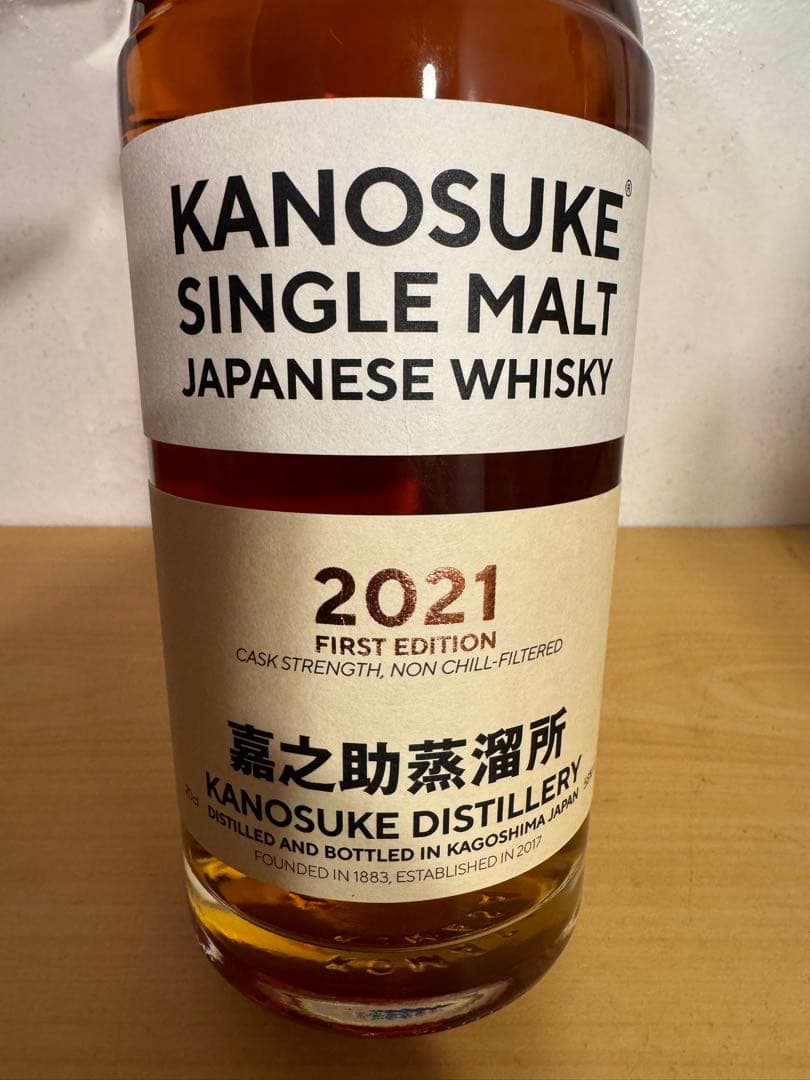 KANOSUKE®
SINGLE MALT
JAPANESE WHISKY
2021
FIRST EDITION
CASK STRENGTH, NON CHILL-FILTERED
嘉之助蒸溜所
70cl
KANOSUKE DISTILLERY
DISTILLED AND BOTTLED IN KAGOSHIMA JAPAN
FOUNDED IN 1883, ESTABLISHED IN 2017